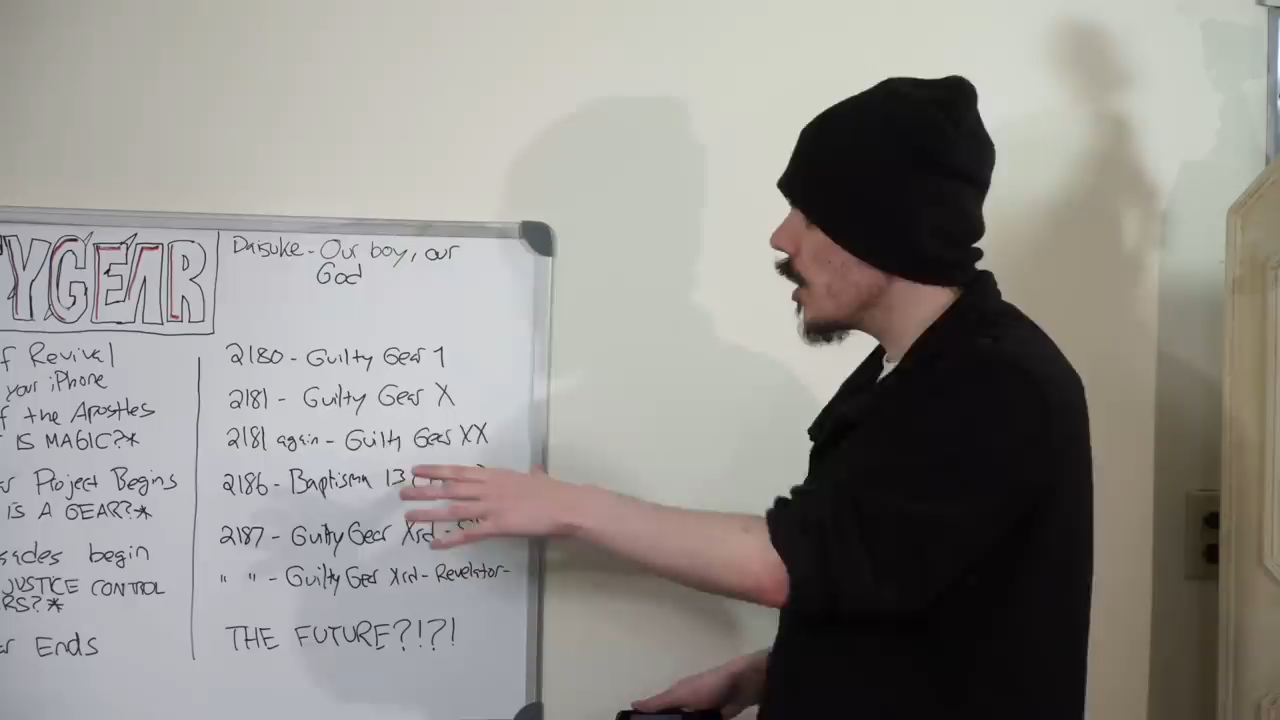 YGEAR
Daisuke - Our boy, our
God
f Revival
your iPhone
f the Apostles
IS MAGIC?*
Project Begins
IS A GEAR?*
sades begin
JUSTICE CONTROL
RS?*
Ends
2180 - Guilty Gear 1
2181 - Guilty Gear X
2181 again - Guilty Gear XX
2186 - Baptisma 13
2187 - Guilty Gear Xrd -
" " - Guilty Gear Xrd - Revelator-
THE FUTURE?!?!